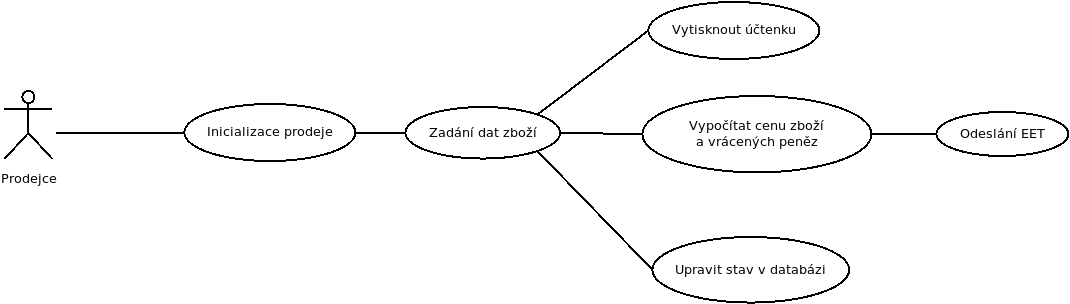 Vytisknout účtenku
Inicializace prodeje
Zadání dat zboží
Vypočítat cenu zboží
a vrácených peněz
Odeslání EET
Prodejce
Upravit stav v databázi